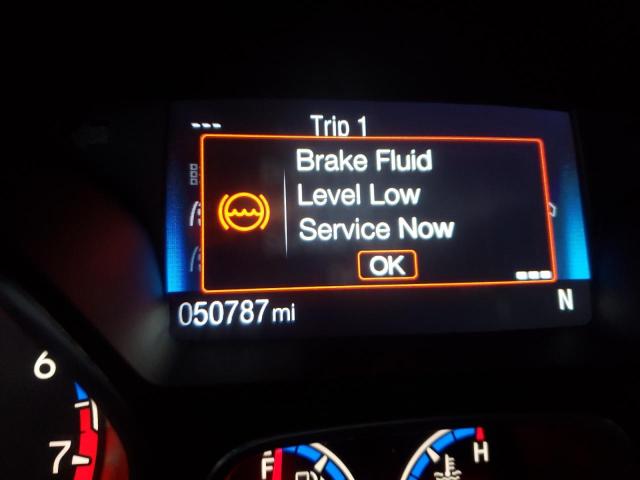 --- Trip 1
Brake Fluid
Level Low
Service Now
OK
050787 mi N
6
7
F H